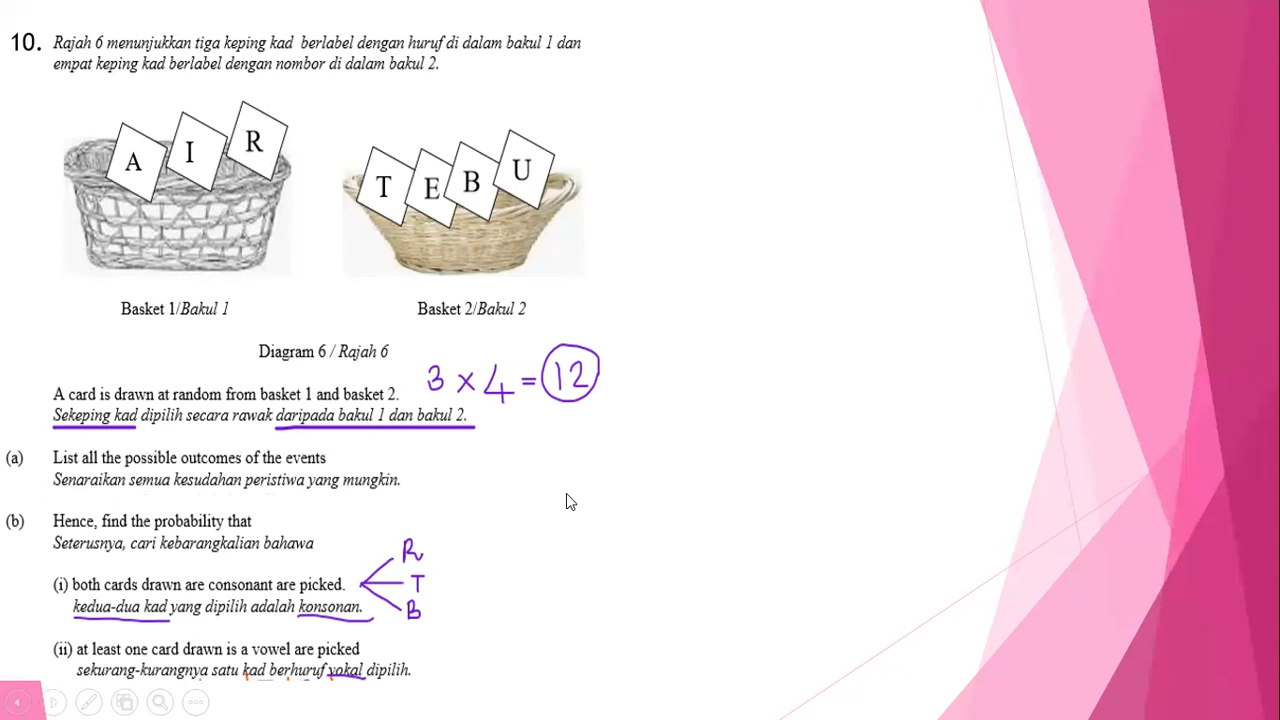 10. Rajah 6 menunjukkan tiga keping kad berlabel dengan huruf di dalam bakul 1 dan
empat keping kad berlabel dengan nombor di dalam bakul 2.
A I R
T E B U
Basket 1/Bakul 1 Basket 2/Bakul 2
Diagram 6 / Rajah 6
3 × 4 = 12
A card is drawn at random from basket 1 and basket 2.
Sekeping kad dipilih secara rawak daripada bakul 1 dan bakul 2.
(a) List all the possible outcomes of the events
Senaraikan semua kesudahan peristiwa yang mungkin.
(b) Hence, find the probability that
Seterusnya, cari kebarangkalian bahawa
R
(i) both cards drawn are consonant are picked. T
kedua-dua kad yang dipilih adalah konsonan. B
(ii) at least one card drawn is a vowel are picked
sekurang-kurangnya satu kad berhuruf vokal dipilih.